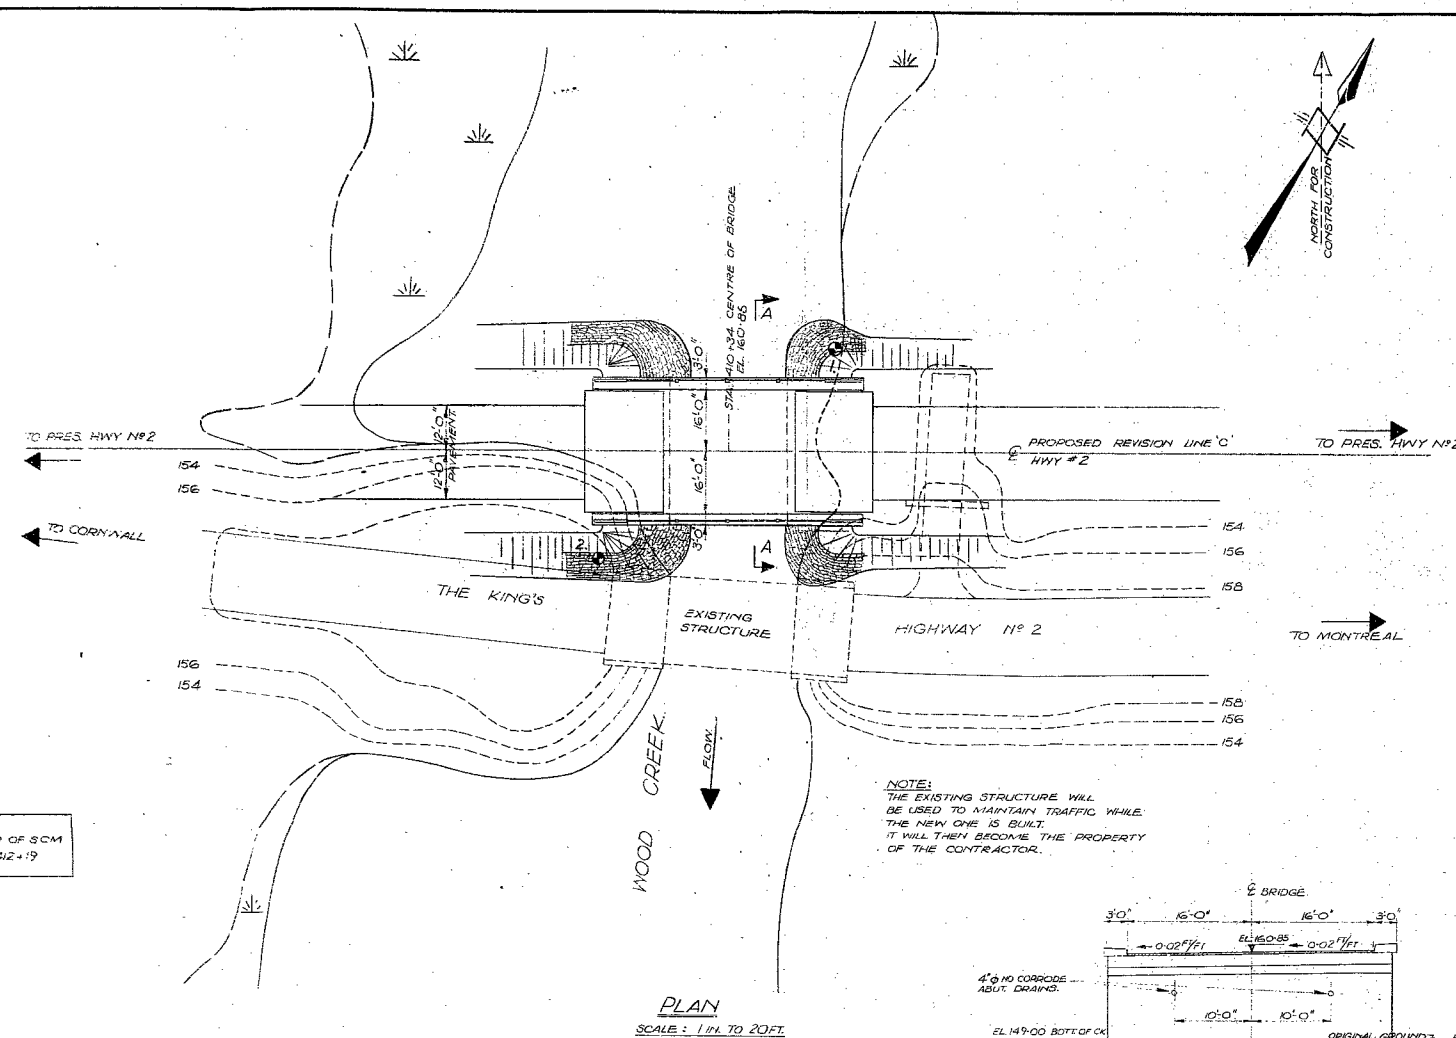 NORTH FOR
CONSTRUCTION
STA. 410+34 CENTRE OF BRIDGE
A
3'-0"
16'-0"
16'-0"
3'-0"
12'-0"
12'-0"
PAVEMENT
TO PRES. HWY Nº 2
℄ PROPOSED REVISION LINE 'C'
HWY #2
TO PRES. HWY Nº 2
154
156
TO CORNWALL
2
A
154
156
158
THE KING'S
EXISTING
STRUCTURE
HIGHWAY Nº 2
TO MONTREAL
156
154
158
156
154
WOOD CREEK
FLOW
NOTE:
THE EXISTING STRUCTURE WILL
BE USED TO MAINTAIN TRAFFIC WHILE
THE NEW ONE IS BUILT.
IT WILL THEN BECOME THE PROPERTY
OF THE CONTRACTOR.
OF SCM
℄ BRIDGE
3'-0" 16'-0" 16'-0" 3'-0"
0·02 FT/FT EL. 160·85 0·02 FT/FT
4"ϕ NO CORRODE
ABUT. DRAINS.
10'-0" 10'-0"
EL. 149·00 BOTT OF CK
ORIGINAL GROUND
PLAN
SCALE : 1 IN. TO 20 FT.